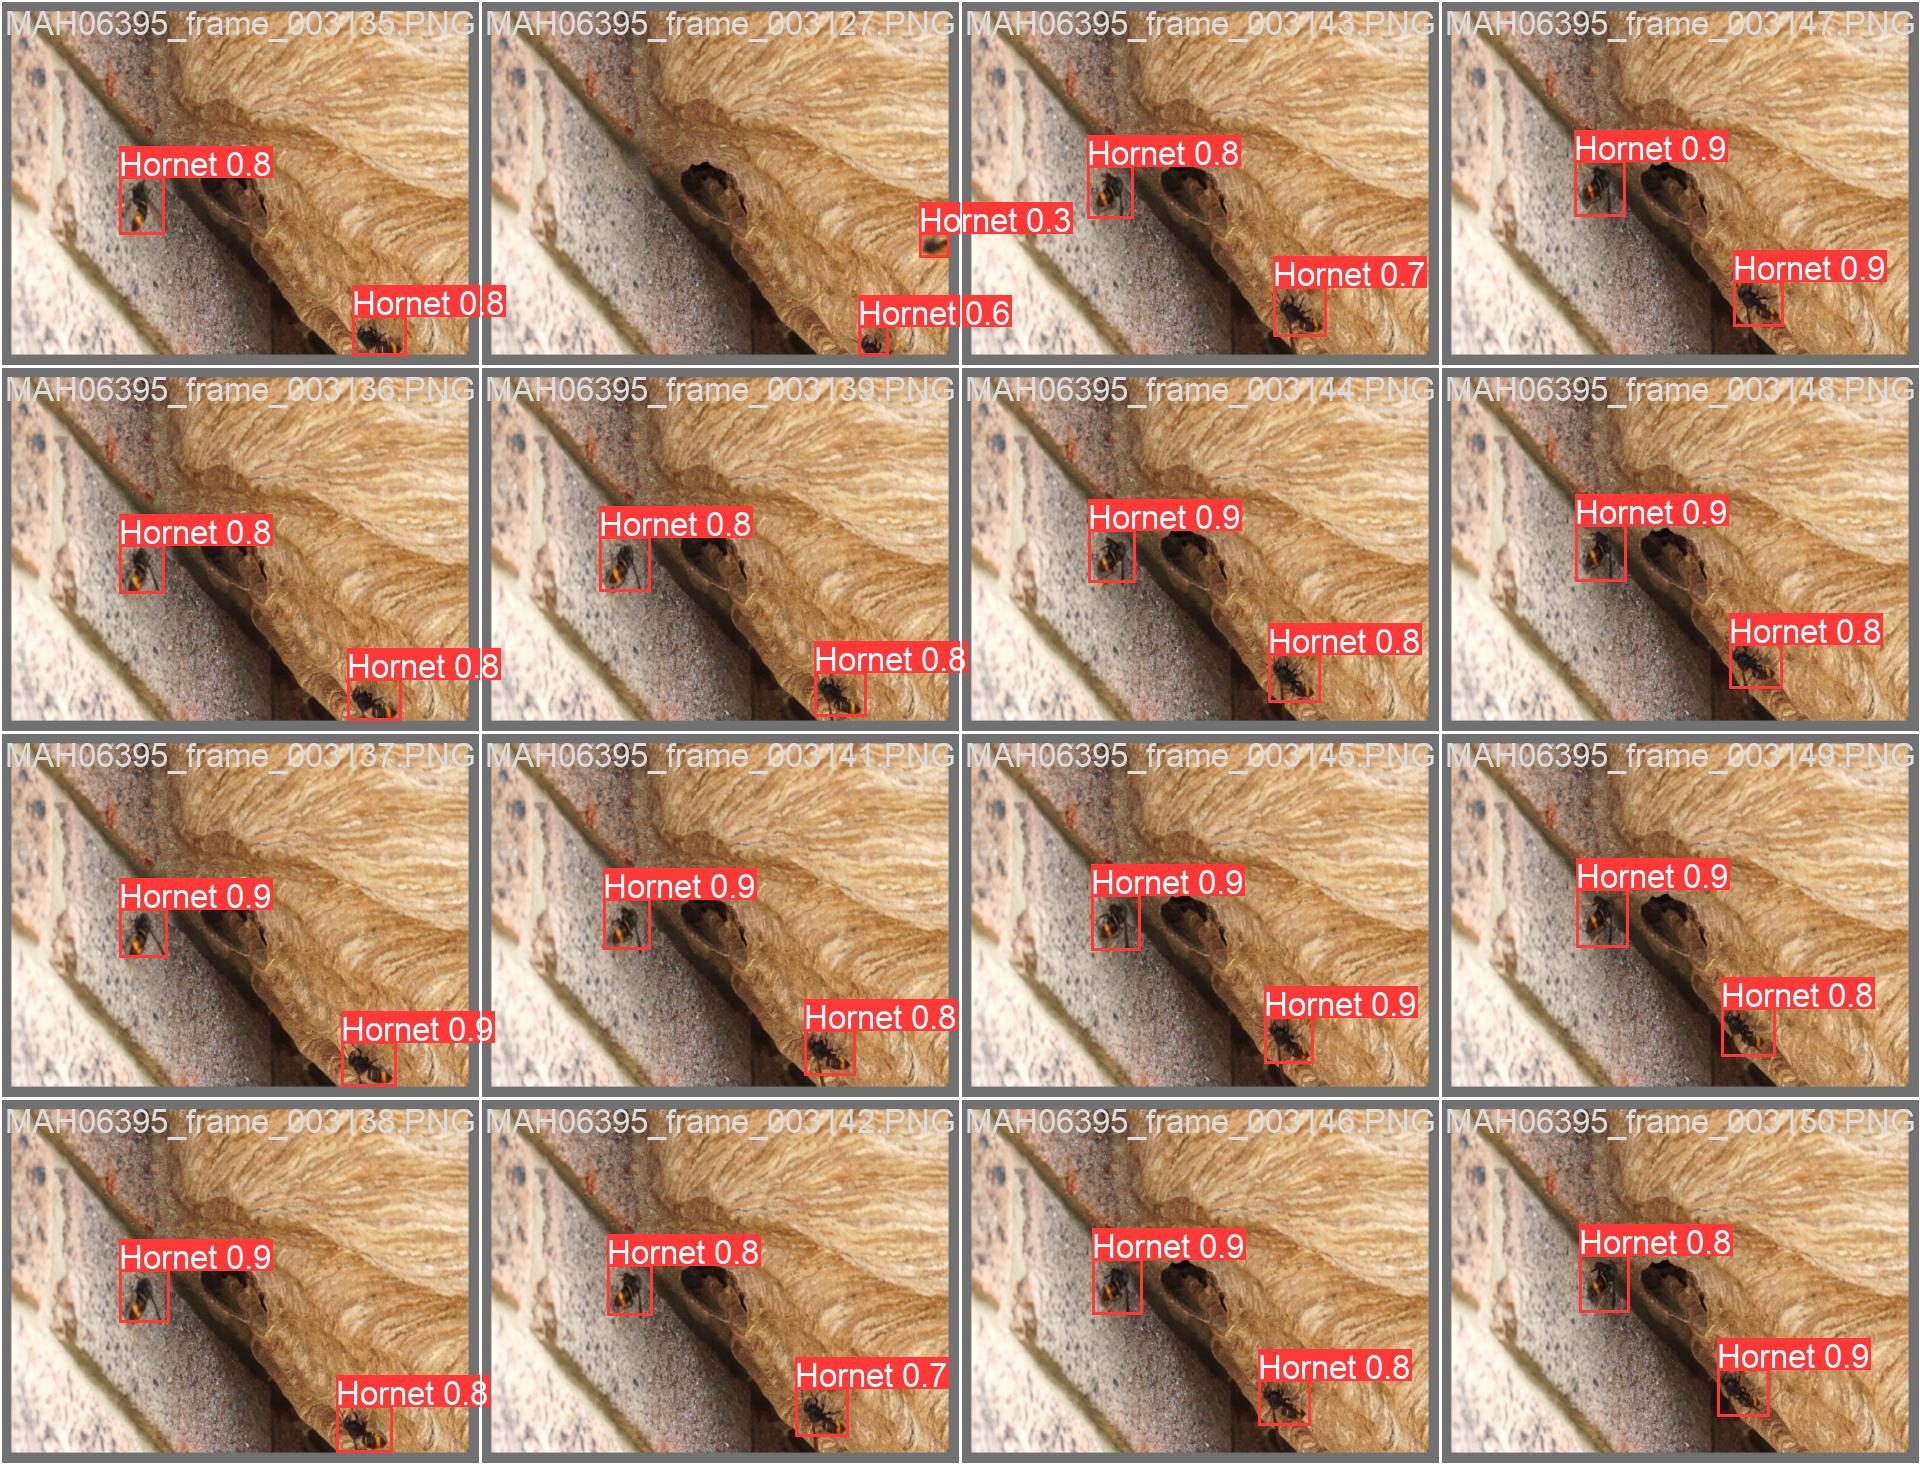 MAH06395_frame_003135.PNG
Hornet 0.8
Hornet 0.8
MAH06395_frame_003127.PNG
Hornet 0.3
Hornet 0.6
MAH06395_frame_003143.PNG
Hornet 0.8
Hornet 0.7
MAH06395_frame_003147.PNG
Hornet 0.9
Hornet 0.9
MAH06395_frame_003136.PNG
Hornet 0.8
Hornet 0.8
MAH06395_frame_003139.PNG
Hornet 0.8
Hornet 0.8
MAH06395_frame_003144.PNG
Hornet 0.9
Hornet 0.8
MAH06395_frame_003148.PNG
Hornet 0.9
Hornet 0.8
MAH06395_frame_003137.PNG
Hornet 0.9
Hornet 0.9
MAH06395_frame_003141.PNG
Hornet 0.9
Hornet 0.8
MAH06395_frame_003145.PNG
Hornet 0.9
Hornet 0.9
MAH06395_frame_003149.PNG
Hornet 0.9
Hornet 0.8
MAH06395_frame_003138.PNG
Hornet 0.9
Hornet 0.8
MAH06395_frame_003142.PNG
Hornet 0.8
Hornet 0.7
MAH06395_frame_003146.PNG
Hornet 0.9
Hornet 0.8
MAH06395_frame_003150.PNG
Hornet 0.8
Hornet 0.9